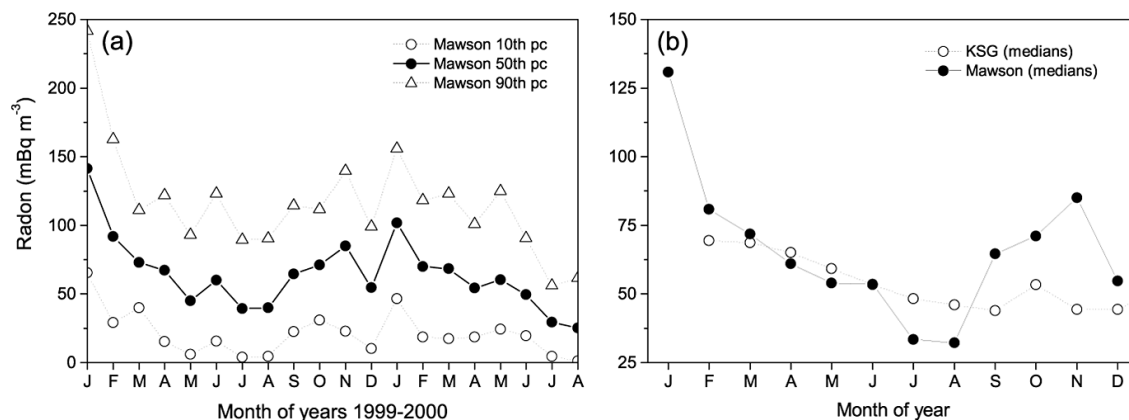 (a)
Mawson 10th pc
Mawson 50th pc
Mawson 90th pc
250
200
150
100
50
0
Radon (mBq m⁻³)
J F M A M J J A S O N D J F M A M J J A
Month of years 1999-2000
(b)
KSG (medians)
Mawson (medians)
150
125
100
75
50
25
J F M A M J J A S O N D
Month of year